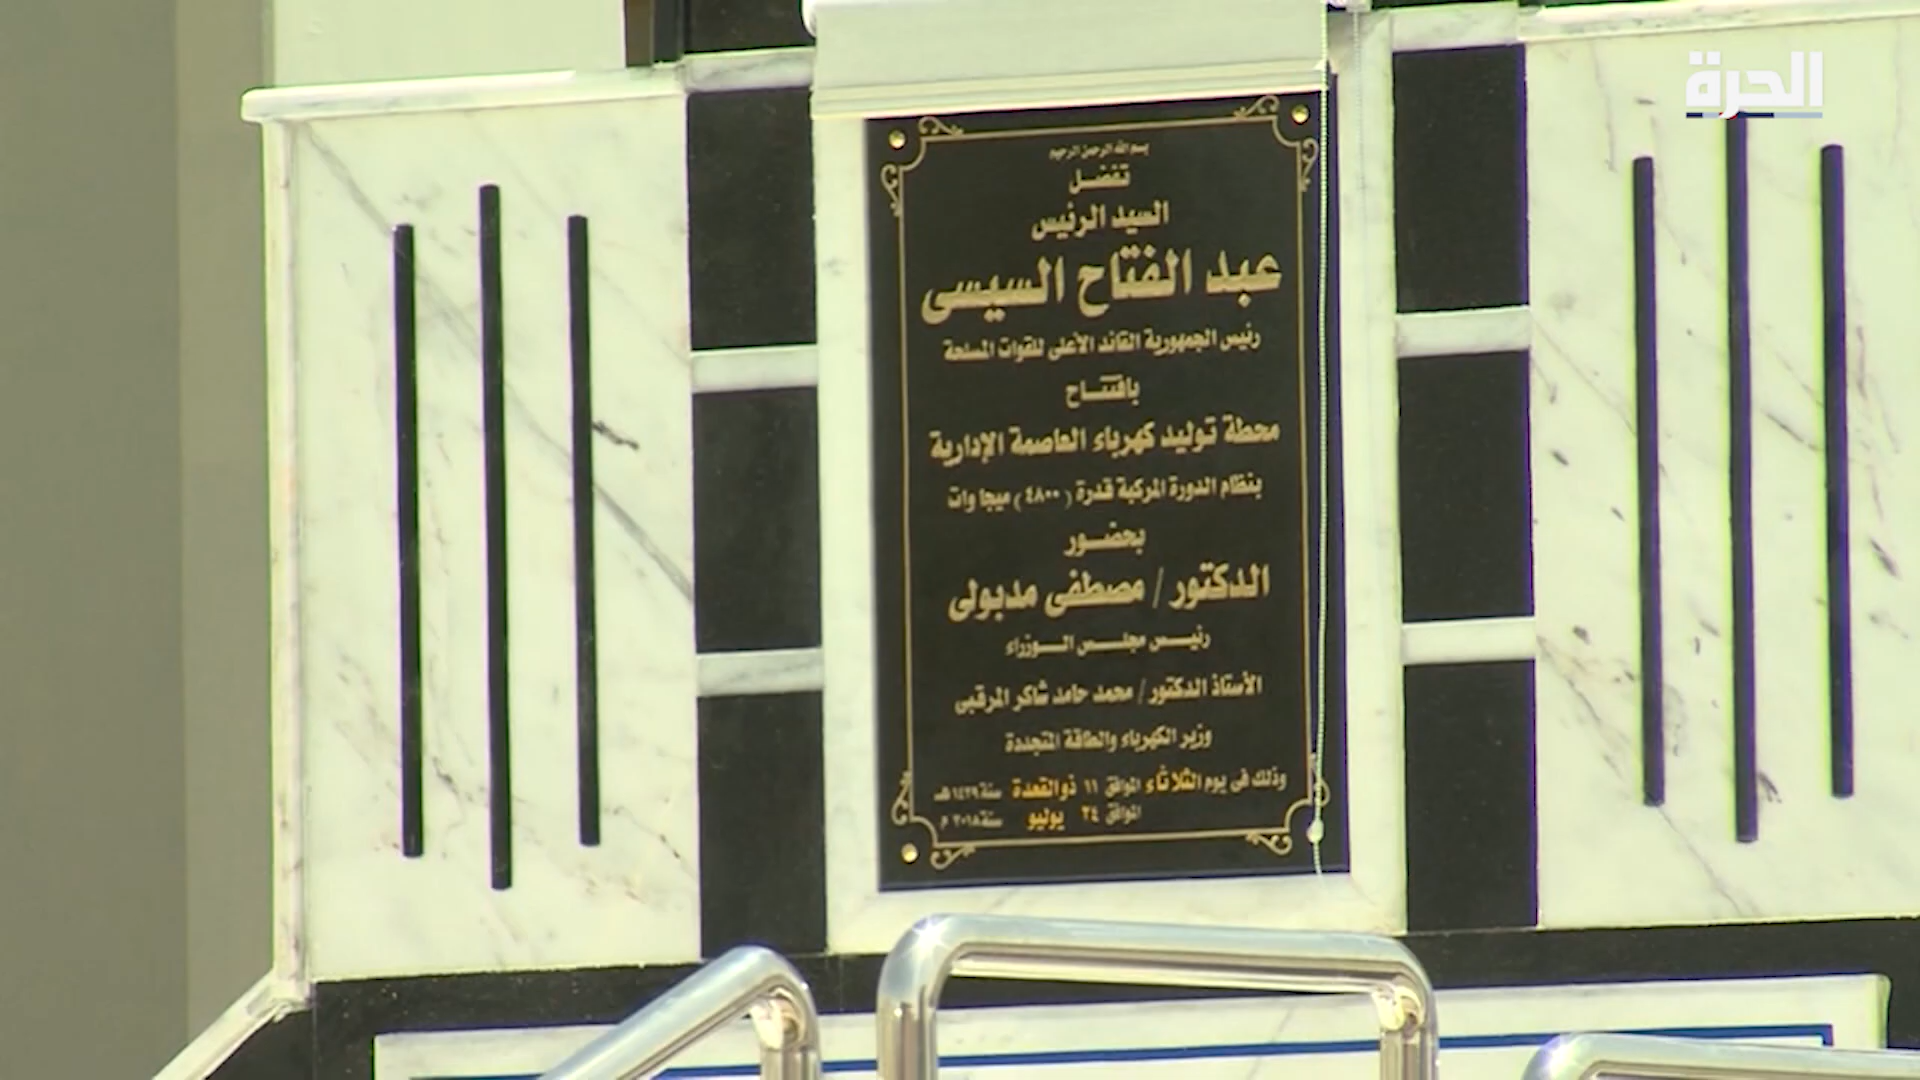 الحرة
بسم الله الرحمن الرحيم
تفضل
السيد الرئيس
عبد الفتاح السيسى
رئيس الجمهورية القائد الأعلى للقوات المسلحة
بافتتاح
محطة توليد كهرباء العاصمة الإدارية
بنظام الدورة المركبة قدرة (٤٨٠٠) ميجا وات
بحضور
الدكتور / مصطفى مدبولى
رئيس مجلس الوزراء
الأستاذ الدكتور / محمد حامد شاكر المرقبى
وزير الكهرباء والطاقة المتجددة
وذلك فى يوم الثلاثاء الموافق ١١ ذوالقعدة سنة ١٤٣٩ هـ
الموافق ٢٤ يوليو سنة ٢٠١٨ م